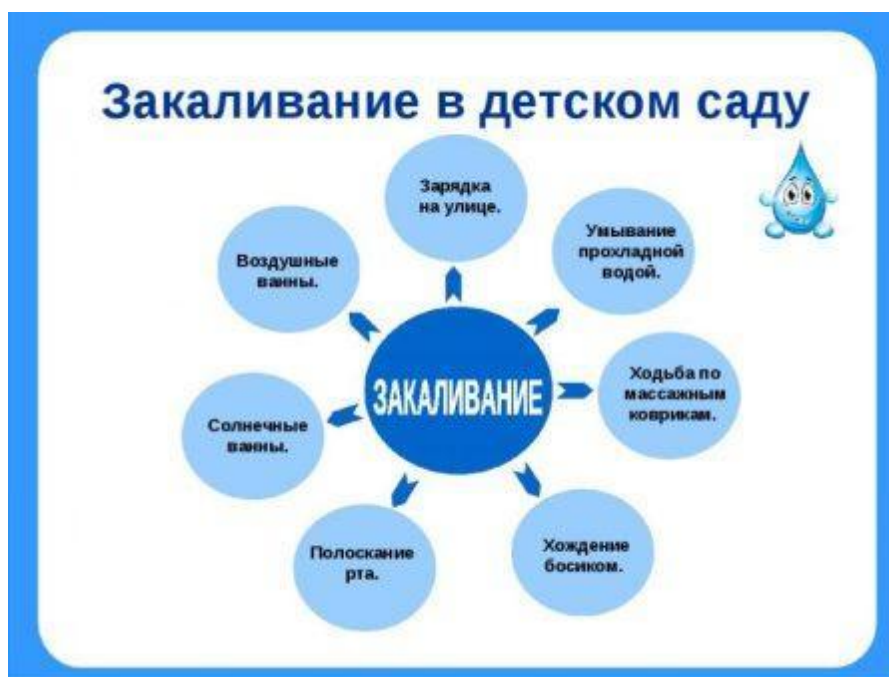 Закаливание в детском саду
Зарядка
на улице.
Умывание
прохладной
водой.
Ходьба по
массажным
коврикам.
Хождение
босиком.
Полоскание
рта.
Солнечные
ванны.
Воздушные
ванны.
ЗАКАЛИВАНИЕ